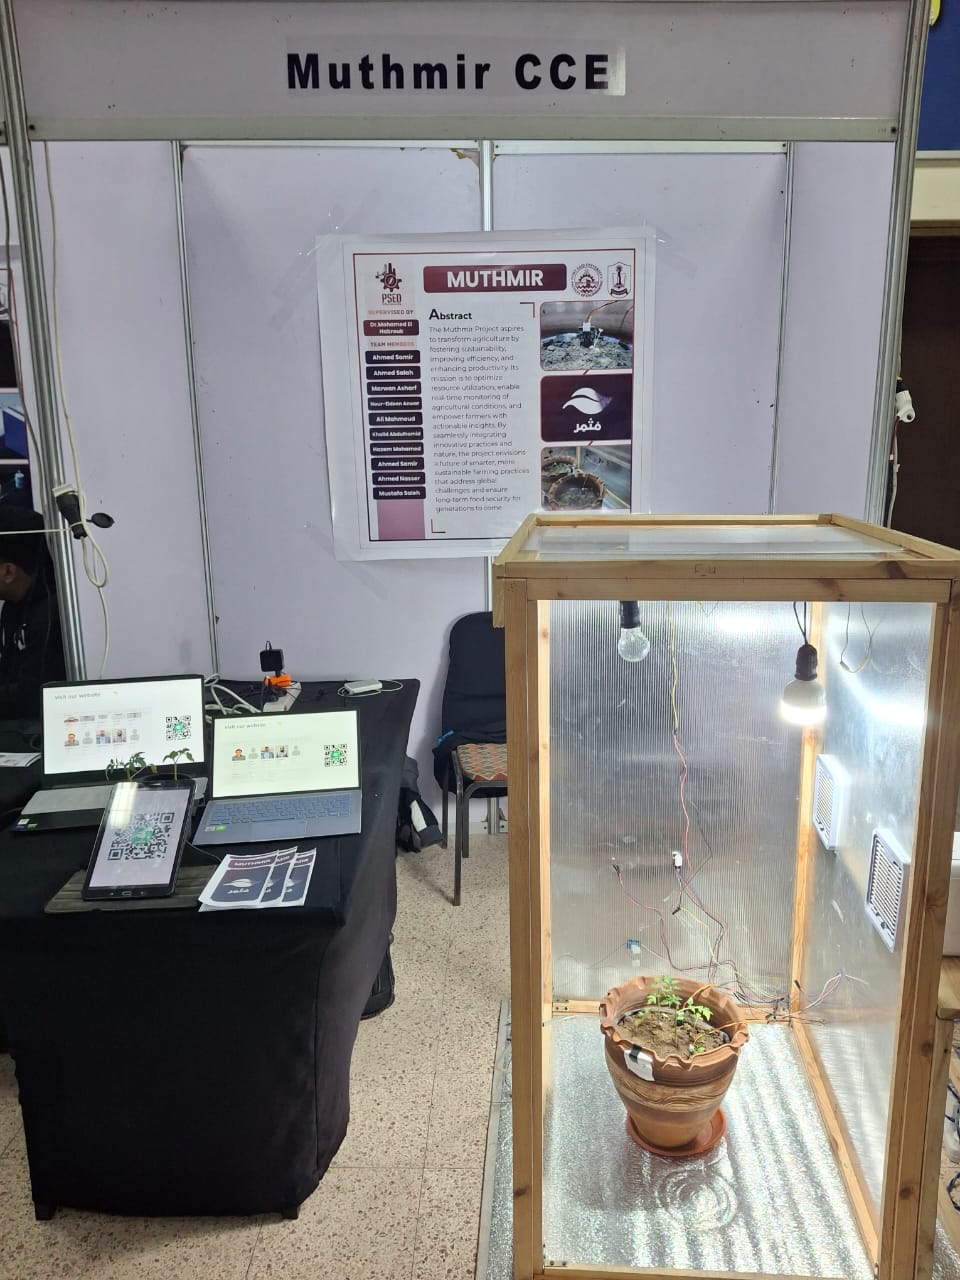 Muthmir CCE
MUTHMIR
PSED
SUPERVISED BY
Dr.Mohamed El
Habrouk
TEAM MEMBERS
Ahmed Samir
Ahmed Salah
Marwan Ashraf
Nour-Eldeen Anwar
Ali Mahmoud
Khalid Abdulhamid
Hazem Mohamed
Ahmed Samir
Ahmed Nasser
Mustafa Salah
Abstract
The Muthmir Project aspires
to transform agriculture by
fostering sustainability,
improving efficiency, and
enhancing productivity. Its
mission is to optimize
resource utilization, enable
real-time monitoring of
agricultural conditions, and
empower farmers with
actionable insights. By
seamlessly integrating
innovative practices and
nature, the project envisions
a future of smarter, more
sustainable farming practices
that address global
challenges and ensure
long-term food security for
generations to come
مُثمر
visit our website
visit our website
MUTHMIR
مُثمر